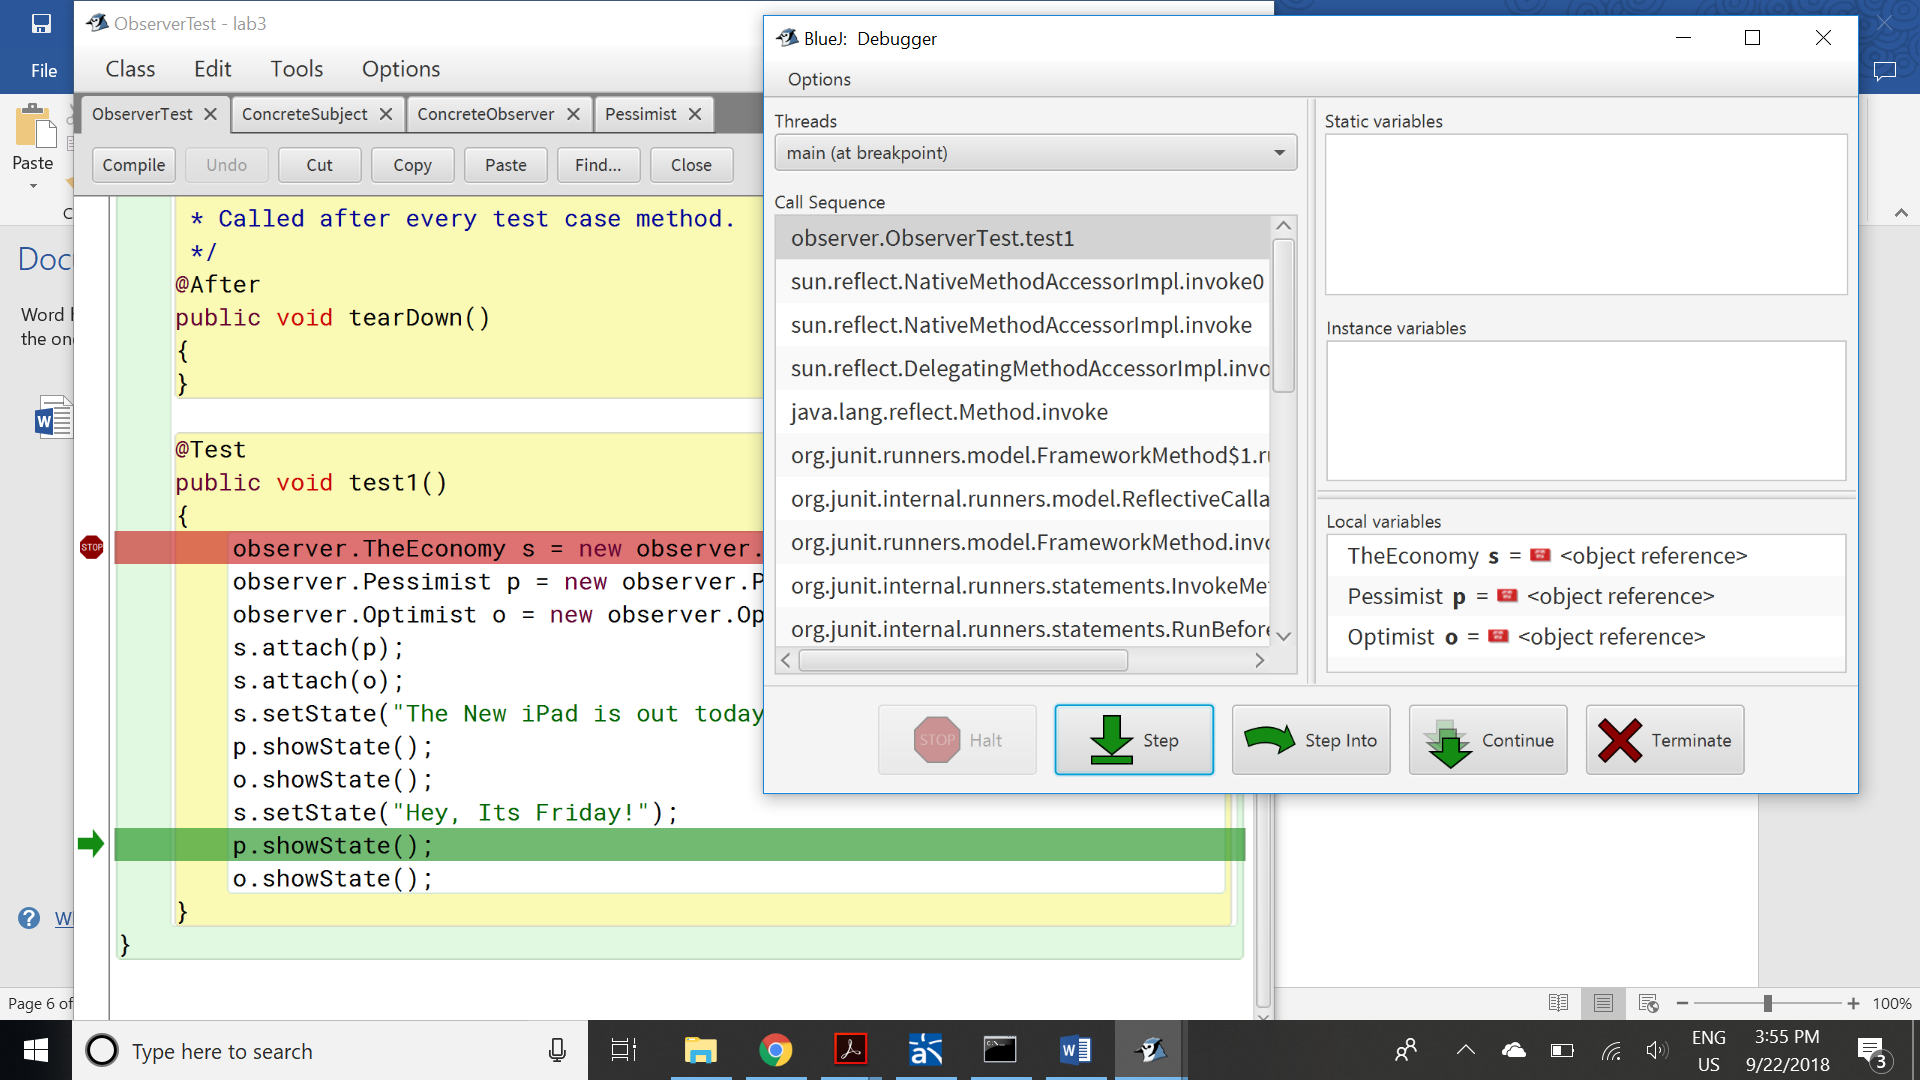 ObserverTest - lab3
File
Class Edit Tools Options
ObserverTest ConcreteSubject ConcreteObserver Pessimist
Paste
Compile Undo Cut Copy Paste Find... Close
* Called after every test case method.
*/
@After
public void tearDown()
{
}
@Test
public void test1()
{
STOP
observer.TheEconomy s = new observer.
observer.Pessimist p = new observer.P
observer.Optimist o = new observer.Op
s.attach(p);
s.attach(o);
s.setState("The New iPad is out today
p.showState();
o.showState();
s.setState("Hey, Its Friday!");
p.showState();
o.showState();
}
}
Doc
Word
the on
W
Page 6 of
BlueJ: Debugger
Options
Threads
main (at breakpoint)
Call Sequence
observer.ObserverTest.test1
sun.reflect.NativeMethodAccessorImpl.invoke0
sun.reflect.NativeMethodAccessorImpl.invoke
sun.reflect.DelegatingMethodAccessorImpl.invo
java.lang.reflect.Method.invoke
org.junit.runners.model.FrameworkMethod$1.ru
org.junit.internal.runners.model.ReflectiveCalla
org.junit.runners.model.FrameworkMethod.invo
org.junit.internal.runners.statements.InvokeMet
org.junit.internal.runners.statements.RunBefore
Static variables
Instance variables
Local variables
TheEconomy s = <object reference>
Pessimist p = <object reference>
Optimist o = <object reference>
STOP Halt Step Step Into Continue Terminate
100%
Type here to search
ENG
US
3:55 PM
9/22/2018
3